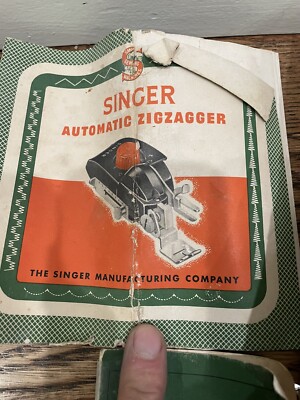 SINGER
AUTOMATIC ZIGZAGGER
THE SINGER MANUFACTURING COMPANY